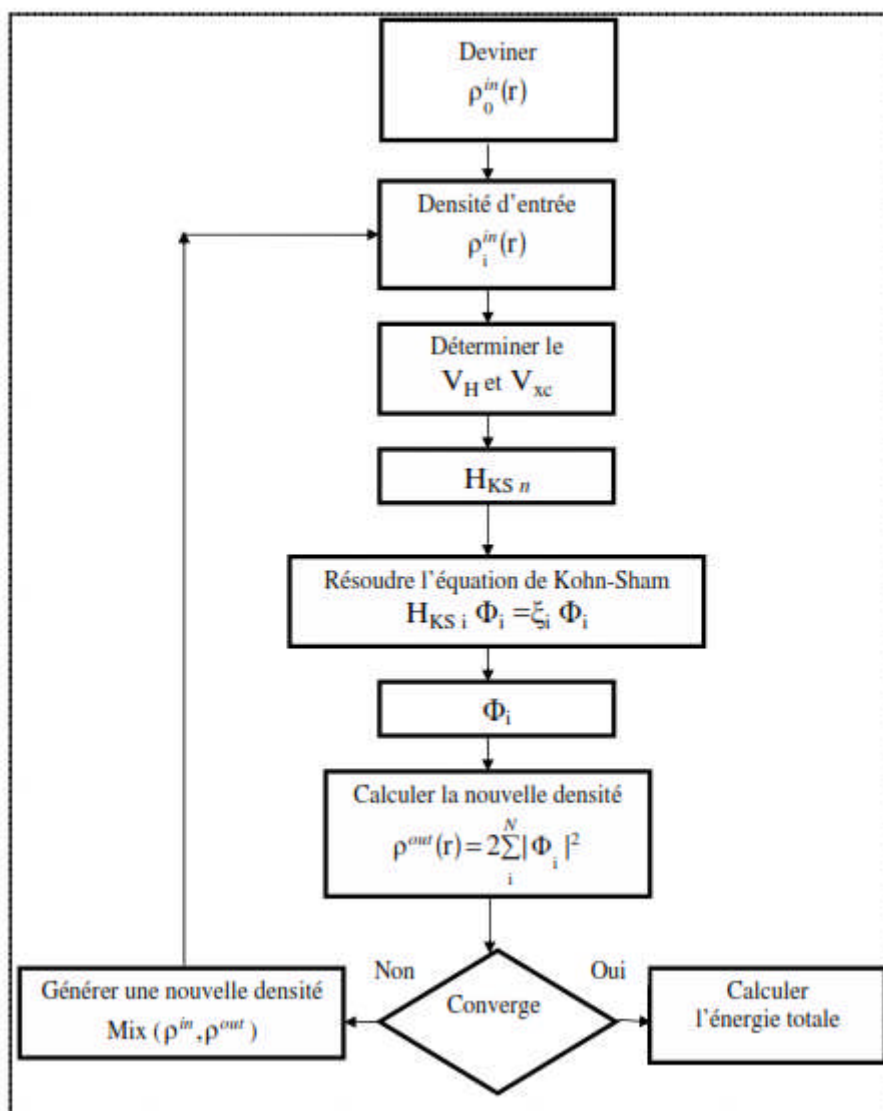 Deviner
ρ₀ⁱⁿ(r)
Densité d'entrée
ρᵢⁱⁿ(r)
Déterminer le
V_H et V_xc
H_KS n
Résoudre l'équation de Kohn-Sham
H_KS i Φᵢ =ξᵢ Φᵢ
Φᵢ
Calculer la nouvelle densité
ρᵒᵘᵗ(r) = 2∑ᵢᴺ|Φᵢ|²
Non
Oui
Générer une nouvelle densité
Mix (ρⁱⁿ,ρᵒᵘᵗ)
Converge
Calculer
l'énergie totale